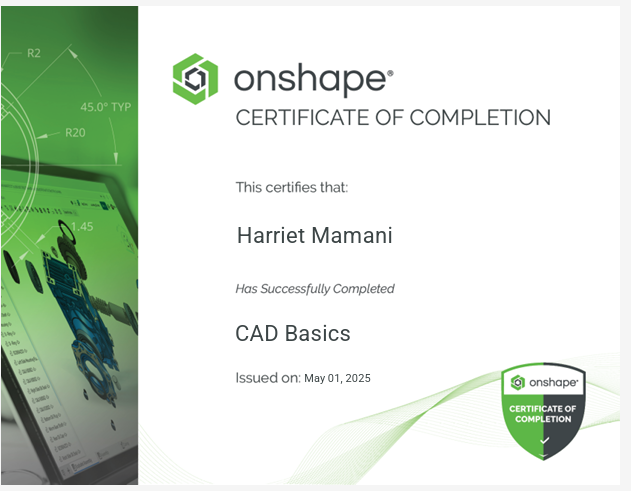 R2
45.0° TYP
R20
1.45
onshape®
CERTIFICATE OF COMPLETION
This certifies that:
Harriet Mamani
Has Successfully Completed
CAD Basics
Issued on: May 01, 2025
onshape®
CERTIFICATE OF
COMPLETION